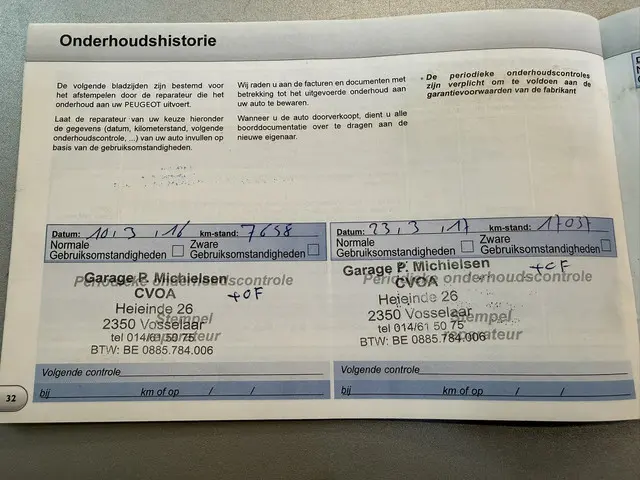 Onderhoudshistorie
De volgende bladzijden zijn bestemd voor
het afstempelen door de reparateur die het
onderhoud aan uw PEUGEOT uitvoert.
Laat de reparateur van uw keuze hieronder
de gegevens (datum, kilometerstand, volgende
onderhoudscontrole, ...) van uw auto invullen op
basis van de gebruiksomstandigheden.
Wij raden u aan de facturen en documenten met
betrekking tot het uitgevoerde onderhoud aan
uw auto te bewaren.
Wanneer u de auto doorverkoopt, dient u alle
boorddocumentatie over te dragen aan de
nieuwe eigenaar.
* De periodieke onderhoudscontroles
zijn verplicht om te voldoen aan de
garantievoorwaarden van de fabrikant
Datum: 10, 3, 16 km-stand: 7658
Normale Gebruiksomstandigheden
Zware Gebruiksomstandigheden
Periodieke onderhoudscontrole
Garage P. Michielsen
CVOA
+OF
Heieinde 26
2350 Vosselaar
tel 014/61 50 75
BTW: BE 0885.784.006
Stempel
reparateur
Volgende controle
bij km of op / /
Datum: 23, 3, 17 km-stand: 17037
Normale Gebruiksomstandigheden
Zware Gebruiksomstandigheden
Periodieke onderhoudscontrole
Garage P. Michielsen
CVOA
Heieinde 26
2350 Vosselaar
tel 014/61 50 75
BTW: BE 0885.784.006
Stempel
reparateur
Volgende controle
bij km of op / /
32